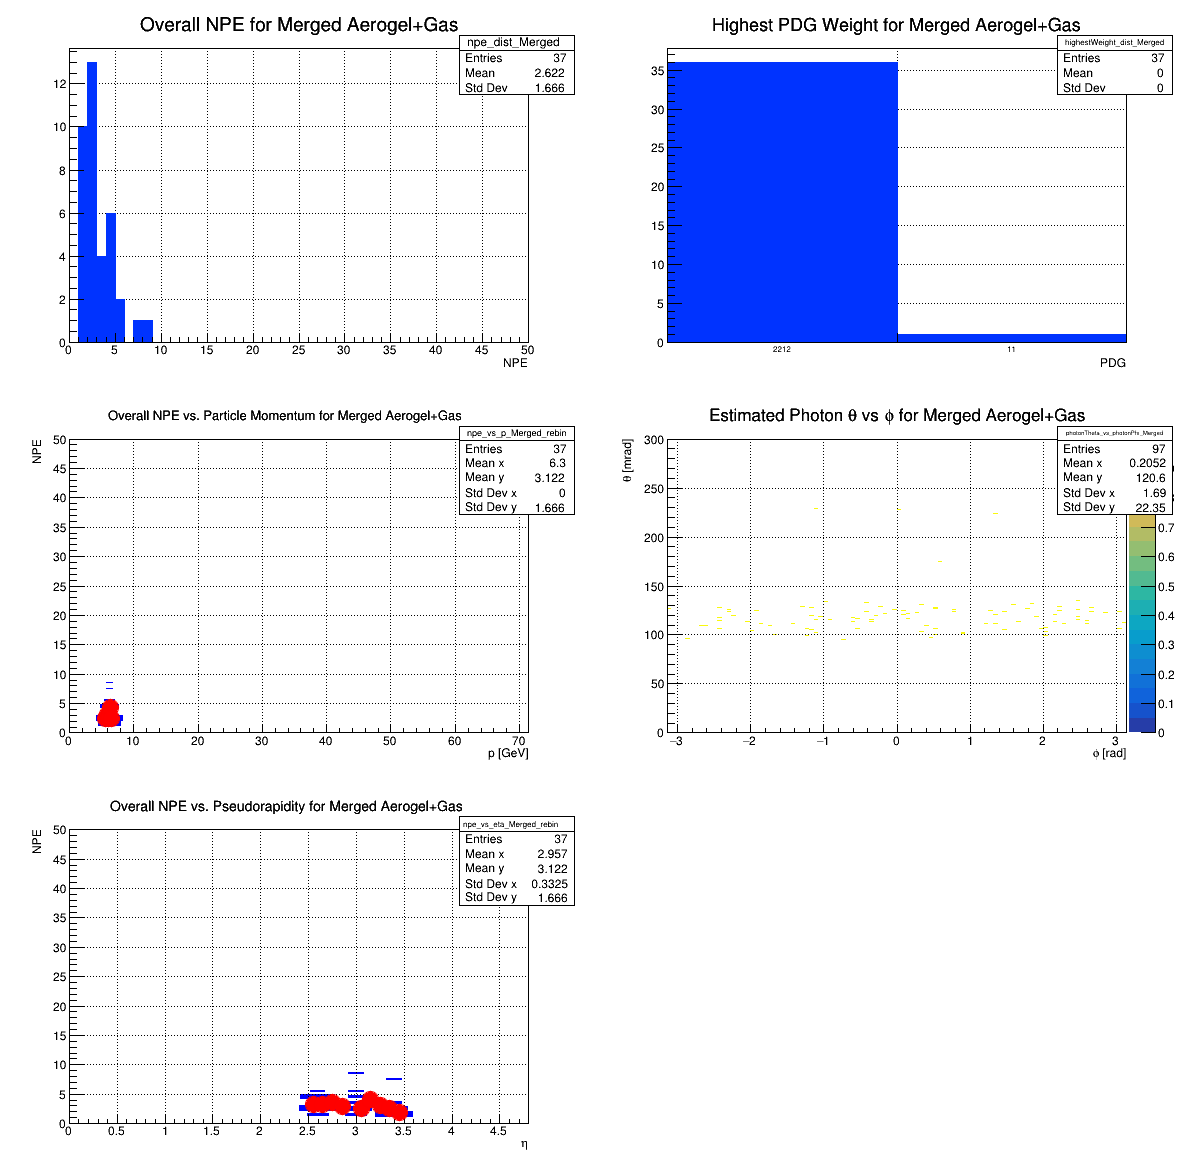 Overall NPE for Merged Aerogel+Gas
npe_dist_Merged
Entries 37
Mean 2.622
Std Dev 1.666
12
10
8
6
4
2
0
0 5 10 15 20 25 30 35 40 45 50
NPE
Highest PDG Weight for Merged Aerogel+Gas
highestWeight_dist_Merged
Entries 37
Mean 0
Std Dev 0
35
30
25
20
15
10
5
0
2212 11
PDG
Overall NPE vs. Particle Momentum for Merged Aerogel+Gas
npe_vs_p_Merged_rebin
Entries 37
Mean x 6.3
Mean y 3.122
Std Dev x 0
Std Dev y 1.666
NPE
50
45
40
35
30
25
20
15
10
5
0
0 10 20 30 40 50 60 70
p [GeV]
Estimated Photon θ vs ϕ for Merged Aerogel+Gas
photonTheta_vs_photonPhi_Merged
Entries 97
Mean x 0.2052
Mean y 120.6
Std Dev x 1.69
Std Dev y 22.35
θ [mrad]
300
250
200
150
100
50
0
−3 −2 −1 0 1 2 3
ϕ [rad]
0.7
0.6
0.5
0.4
0.3
0.2
0.1
0
Overall NPE vs. Pseudorapidity for Merged Aerogel+Gas
npe_vs_eta_Merged_rebin
Entries 37
Mean x 2.957
Mean y 3.122
Std Dev x 0.3325
Std Dev y 1.666
NPE
50
45
40
35
30
25
20
15
10
5
0
0 0.5 1 1.5 2 2.5 3 3.5 4 4.5
η